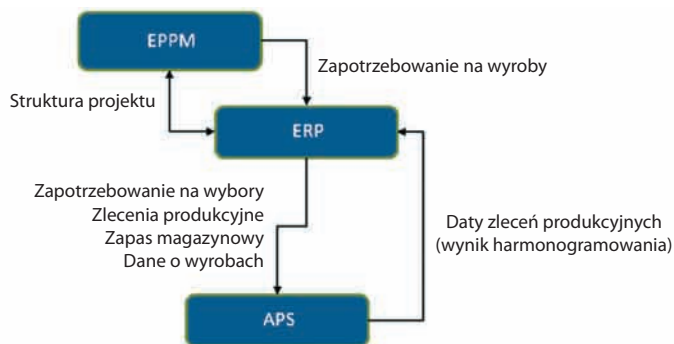 EPPM
Zapotrzebowanie na wyroby
Struktura projektu
ERP
Zapotrzebowanie na wybory
Zlecenia produkcyjne
Zapas magazynowy
Dane o wyrobach
Daty zleceń produkcyjnych
(wynik harmonogramowania)
APS